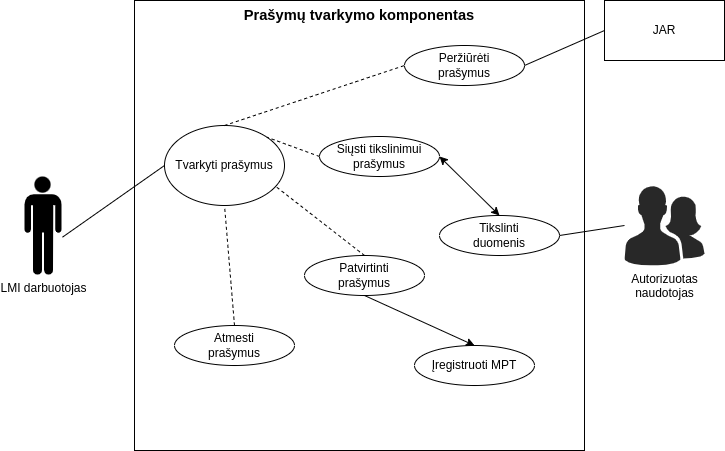 Prašymų tvarkymo komponentas
JAR
Peržiūrėti
prašymus
Siųsti tikslinimui
prašymus
Tvarkyti prašymus
Tikslinti
duomenis
Patvirtinti
prašymus
LMI darbuotojas
Autorizuotas
naudotojas
Atmesti
prašymus
Įregistruoti MPT